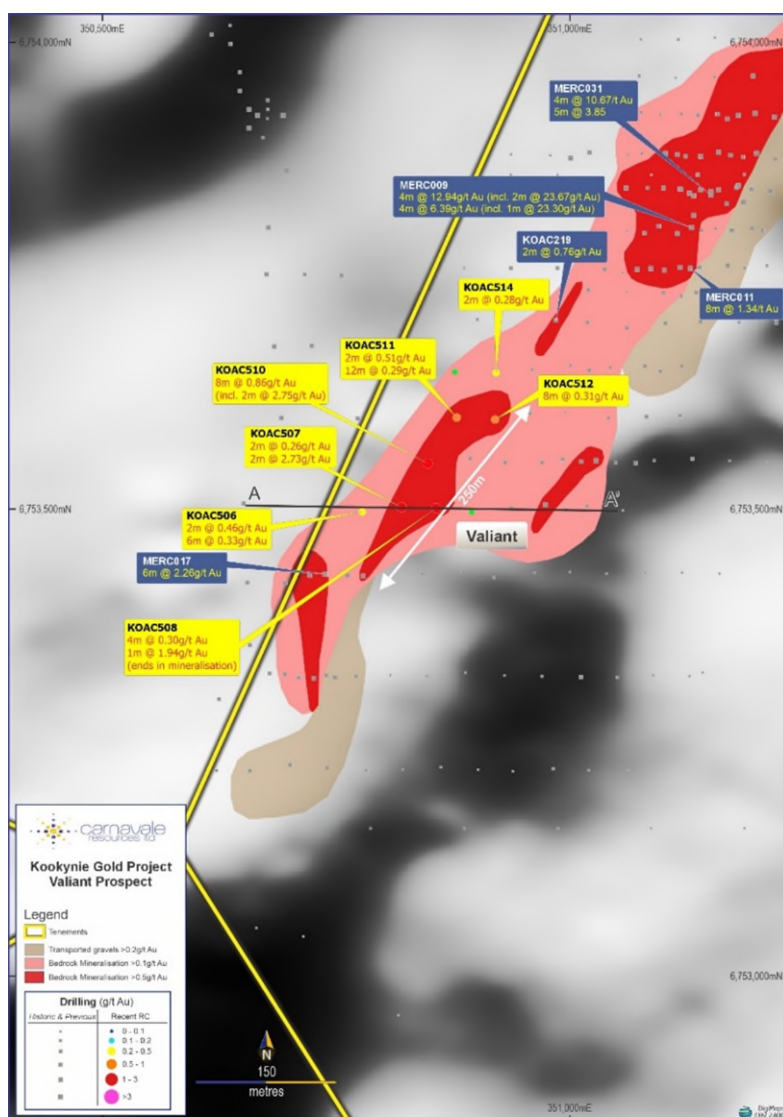 350,500mE
351,000mE
6,754,000mN
6,754,000mN
MERC031
4m @ 10.67/t Au
5m @ 3.85
MERC009
4m @ 12.94g/t Au (incl. 2m @ 23.67g/t Au)
4m @ 6.39g/t Au (incl. 1m @ 23.30g/t Au)
KOAC219
2m @ 0.76g/t Au
KOAC514
2m @ 0.28g/t Au
MERC011
8m @ 1.34/t Au
KOAC511
2m @ 0.51g/t Au
12m @ 0.29g/t Au
KOAC510
8m @ 0.86g/t Au
(incl. 2m @ 2.75g/t Au)
KOAC512
8m @ 0.31g/t Au
KOAC507
2m @ 0.26g/t Au
2m @ 2.73g/t Au
250m
A
A'
6,753,500mN
6,753,500mN
KOAC506
2m @ 0.46g/t Au
6m @ 0.33g/t Au
Valiant
MERC017
6m @ 2.26g/t Au
KOAC508
4m @ 0.30g/t Au
1m @ 1.94g/t Au
(ends in mineralisation)
carnavale
resources ltd
Kookynie Gold Project
Valiant Prospect
Legend
Tenements
Transported gravels >0.2g/t Au
Bedrock Mineralisation >0.1g/t Au
Bedrock Mineralisation >0.5g/t Au
Drilling (g/t Au)
Historic & Previous
Recent RC
0 - 0.1
0.1 - 0.2
0.2 - 0.5
0.5 - 1
1 - 3
>3
6,753,000mN
N
150
metres
351,000mE